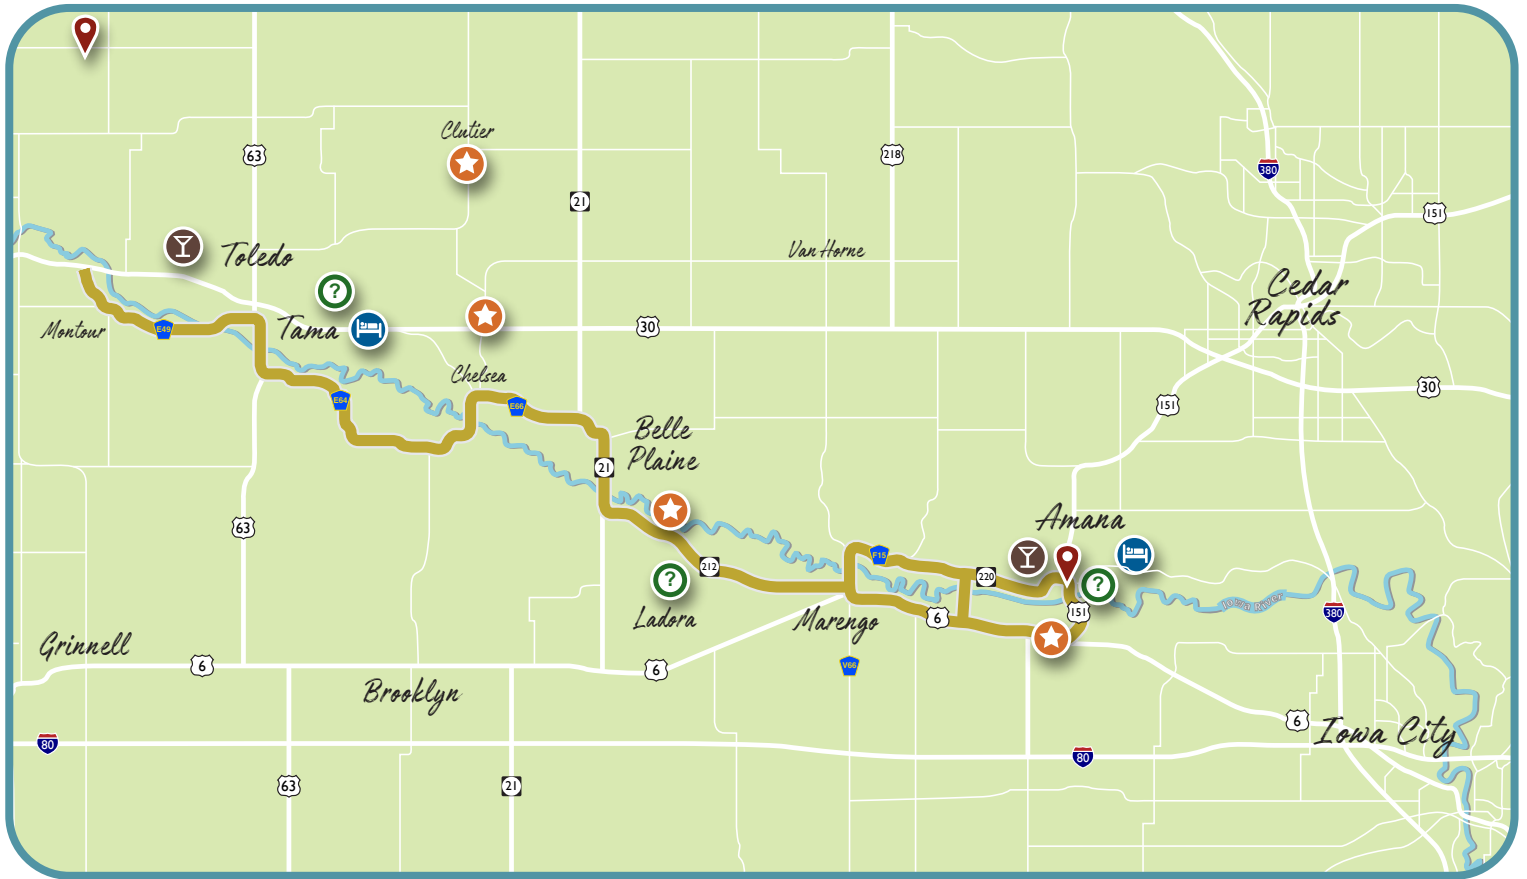 Clutier
63
218
380
21
151
Van Horne
Toledo
?
Cedar
Rapids
Montour
E49
Tama
30
Chelsea
30
E64
E66
151
Belle
Plaine
21
Amana
63
F15
212
220
?
?
Iowa River
151
380
Ladora
Marengo
6
Grinnell
6
6
V66
Brooklyn
6
Iowa City
80
80
63
21